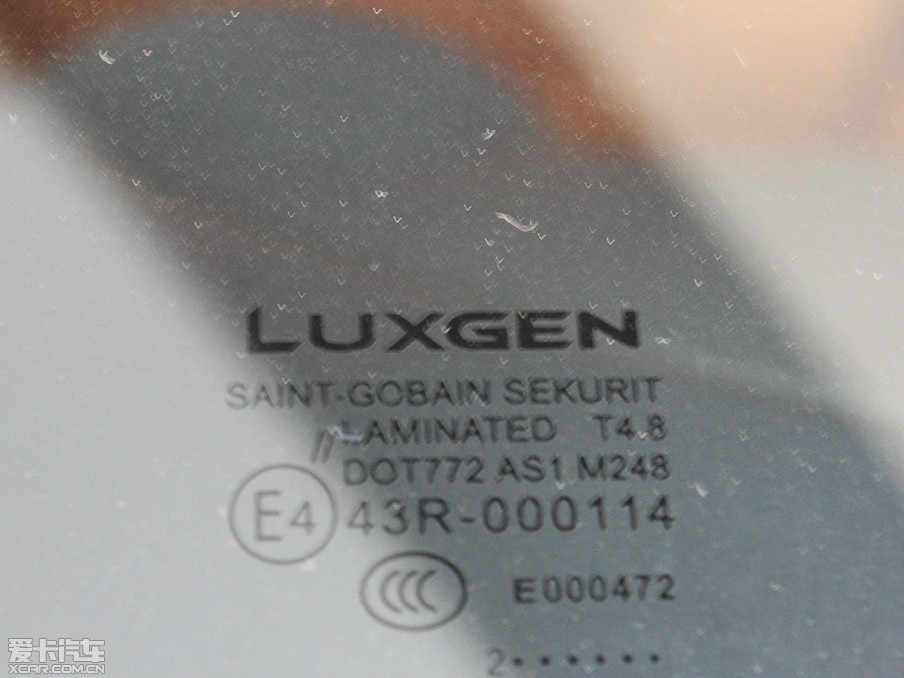 LUXGEN
SAINT-GOBAIN SEKURIT
// LAMINATED T4.8
DOT772 AS1 M248
E4 43R-000114
CCC E000472
2•••••••
爱卡汽车
XCAR.COM.CN